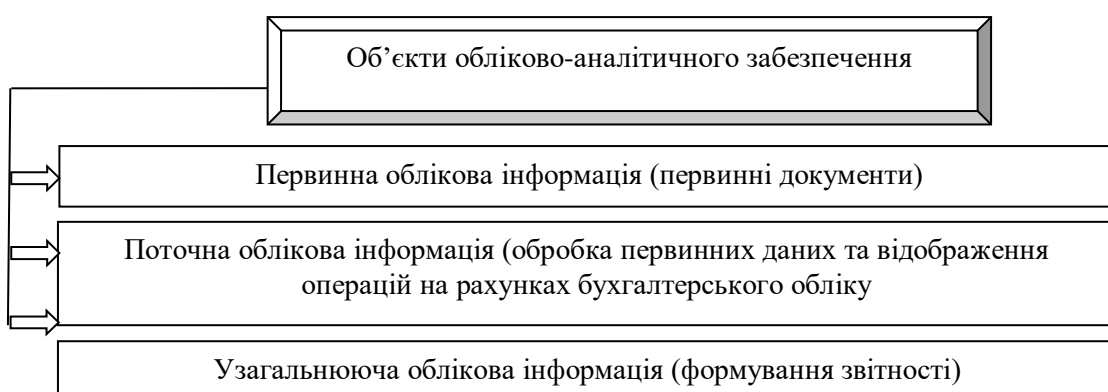 Об’єкти обліково-аналітичного забезпечення
Первинна облікова інформація (первинні документи)
Поточна облікова інформація (обробка первинних даних та відображення
операцій на рахунках бухгалтерського обліку
Узагальнююча облікова інформація (формування звітності)